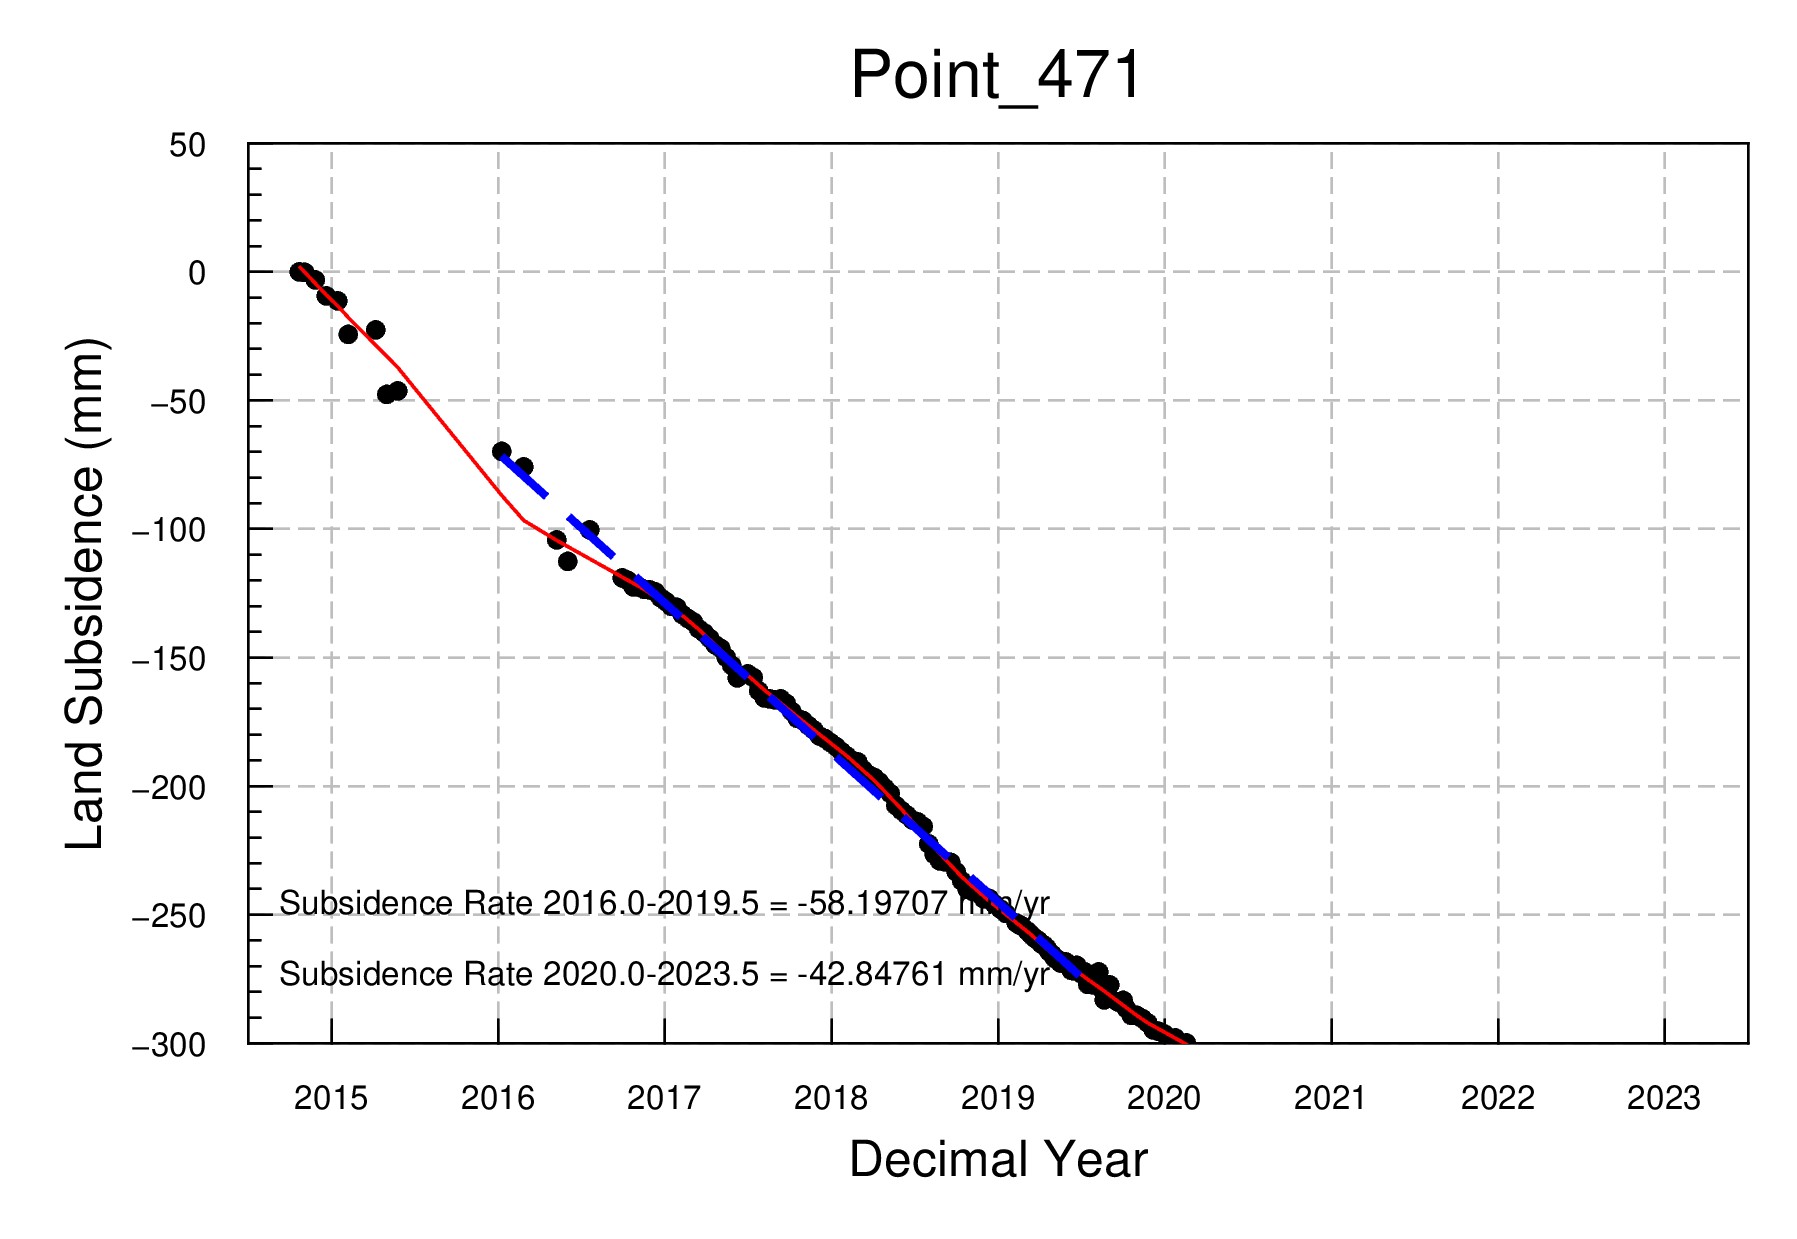 Point_471
50
0
−50
−100
−150
−200
−250
−300
Land Subsidence (mm)
Subsidence Rate 2016.0-2019.5 = -58.19707 mm/yr
Subsidence Rate 2020.0-2023.5 = -42.84761 mm/yr
2015 2016 2017 2018 2019 2020 2021 2022 2023
Decimal Year